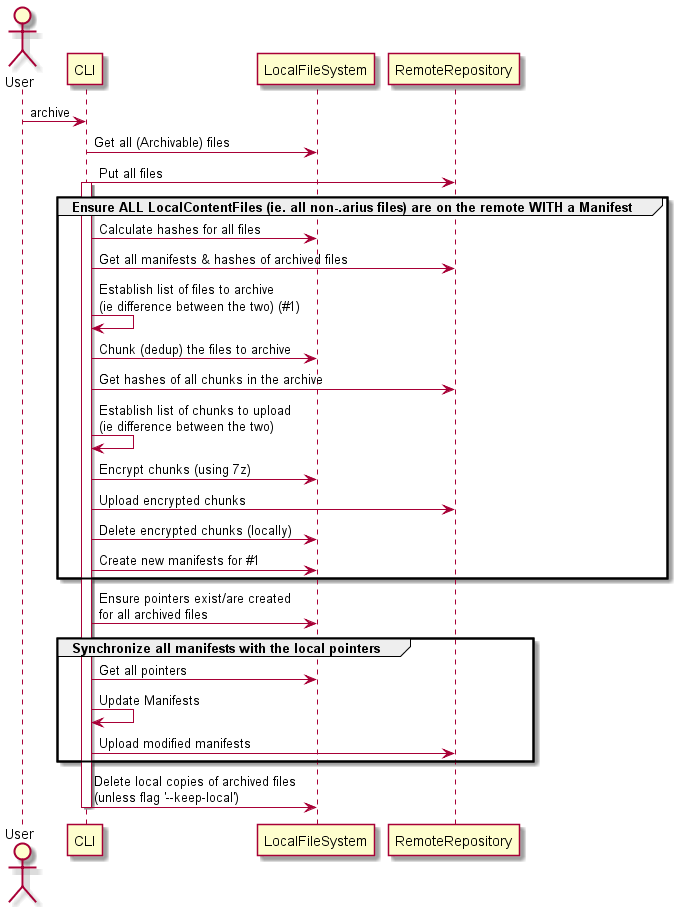 User
CLI
LocalFileSystem
RemoteRepository
archive
Get all (Archivable) files
Put all files
Ensure ALL LocalContentFiles (ie. all non-.arius files) are on the remote WITH a Manifest
Calculate hashes for all files
Get all manifests & hashes of archived files
Establish list of files to archive
(ie difference between the two) (#1)
Chunk (dedup) the files to archive
Get hashes of all chunks in the archive
Establish list of chunks to upload
(ie difference between the two)
Encrypt chunks (using 7z)
Upload encrypted chunks
Delete encrypted chunks (locally)
Create new manifests for #1
Ensure pointers exist/are created
for all archived files
Synchronize all manifests with the local pointers
Get all pointers
Update Manifests
Upload modified manifests
Delete local copies of archived files
(unless flag '--keep-local')
User
CLI
LocalFileSystem
RemoteRepository